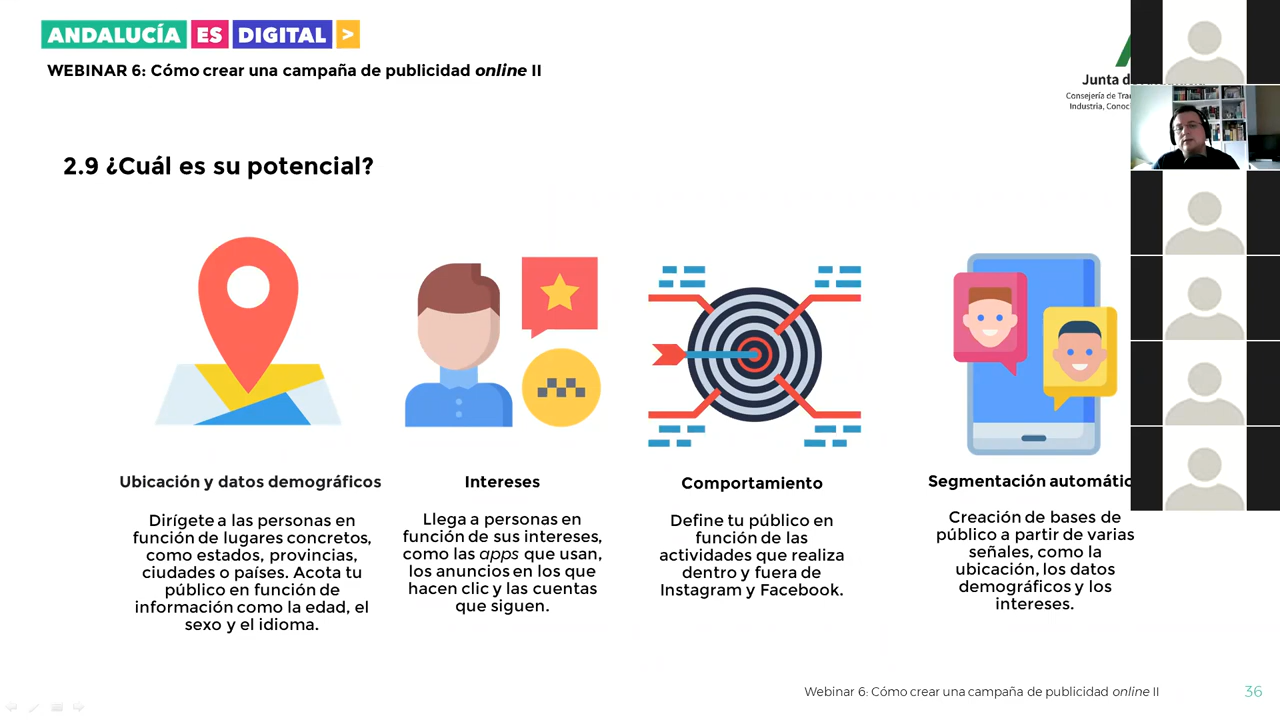 ANDALUCÍA ES DIGITAL >
WEBINAR 6: Cómo crear una campaña de publicidad online II
Junta d
Consejería de Tra
Industria, Conoc
2.9 ¿Cuál es su potencial?
Ubicación y datos demográficos
Dirígete a las personas en
función de lugares concretos,
como estados, provincias,
ciudades o países. Acota tu
público en función de
información como la edad, el
sexo y el idioma.
Intereses
Llega a personas en
función de sus intereses,
como las apps que usan,
los anuncios en los que
hacen clic y las cuentas
que siguen.
Comportamiento
Define tu público en
función de las
actividades que realiza
dentro y fuera de
Instagram y Facebook.
Segmentación automátic
Creación de bases de
público a partir de varias
señales, como la
ubicación, los datos
demográficos y los
intereses.
Webinar 6: Cómo crear una campaña de publicidad online II
36